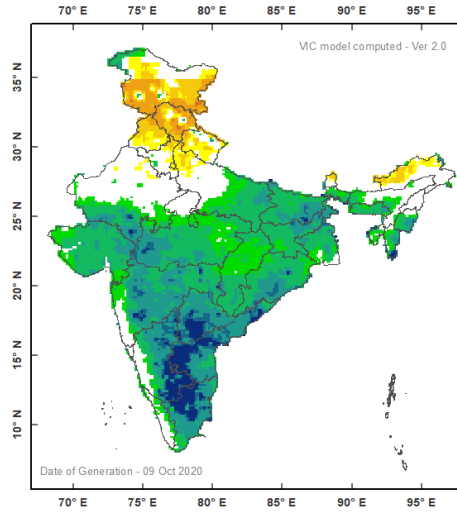 70° E 75° E 80° E 85° E 90° E 95° E
VIC model computed - Ver 2.0
35° N
30° N
25° N
20° N
15° N
10° N
Date of Generation - 09 Oct 2020
70° E 75° E 80° E 85° E 90° E 95° E